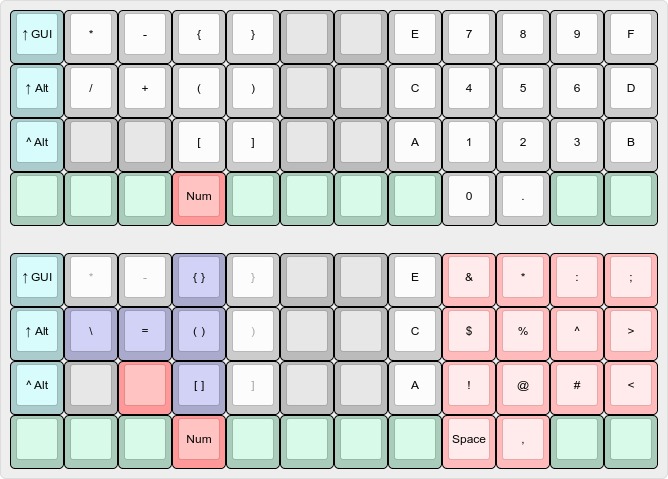 ↑ GUI * - { } E 7 8 9 F
↑ Alt / + ( ) C 4 5 6 D
^ Alt [ ] A 1 2 3 B
Num 0 .
↑ GUI * - { } } E & * : ;
↑ Alt \ = ( ) ) C $ % ^ >
^ Alt [ ] ] A ! @ # <
Num Space ,